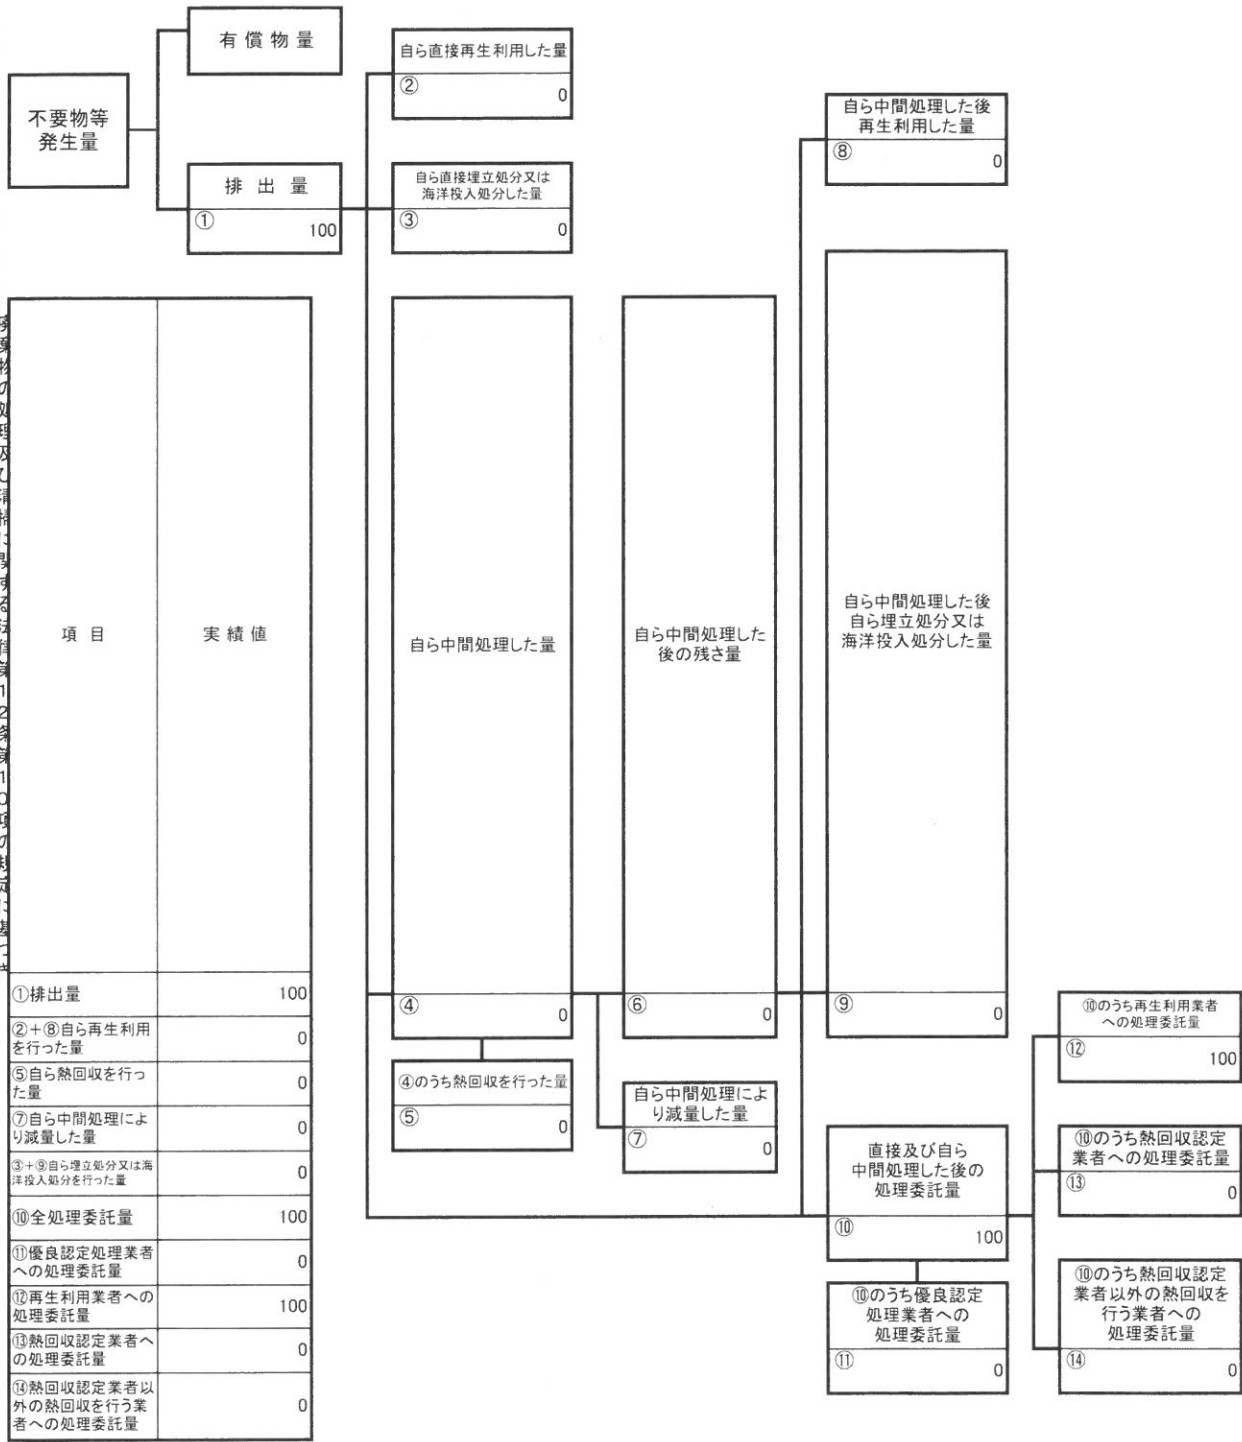 有償物量
不要物等
発生量
排出量
① 100
自ら直接再生利用した量
② 0
自ら直接埋立処分又は
海洋投入処分した量
③ 0
自ら中間処理した後
再生利用した量
⑧ 0
自ら中間処理した量
④ 0
④のうち熱回収を行った量
⑤ 0
自ら中間処理した
後の残さ量
⑥ 0
自ら中間処理によ
り減量した量
⑦ 0
自ら中間処理した後
自ら埋立処分又は
海洋投入処分した量
⑨ 0
直接及び自ら
中間処理した後の
処理委託量
⑩ 100
⑩のうち優良認定
処理業者への
処理委託量
⑪ 0
⑩のうち再生利用業者
への処理委託量
⑫ 100
⑩のうち熱回収認定
業者への処理委託量
⑬ 0
⑩のうち熱回収認定
業者以外の熱回収を
行う業者への
処理委託量
⑭ 0
項目 実績値
①排出量 100
②+⑧自ら再生利用
を行った量 0
⑤自ら熱回収を行っ
た量 0
⑦自ら中間処理によ
り減量した量 0
③+⑨自ら埋立処分又は海
洋投入処分を行った量 0
⑩全処理委託量 100
⑪優良認定処理業者
への処理委託量 0
⑫再生利用業者への
処理委託量 100
⑬熱回収認定業者へ
の処理委託量 0
⑭熱回収認定業者以
外の熱回収を行う業
者への処理委託量 0